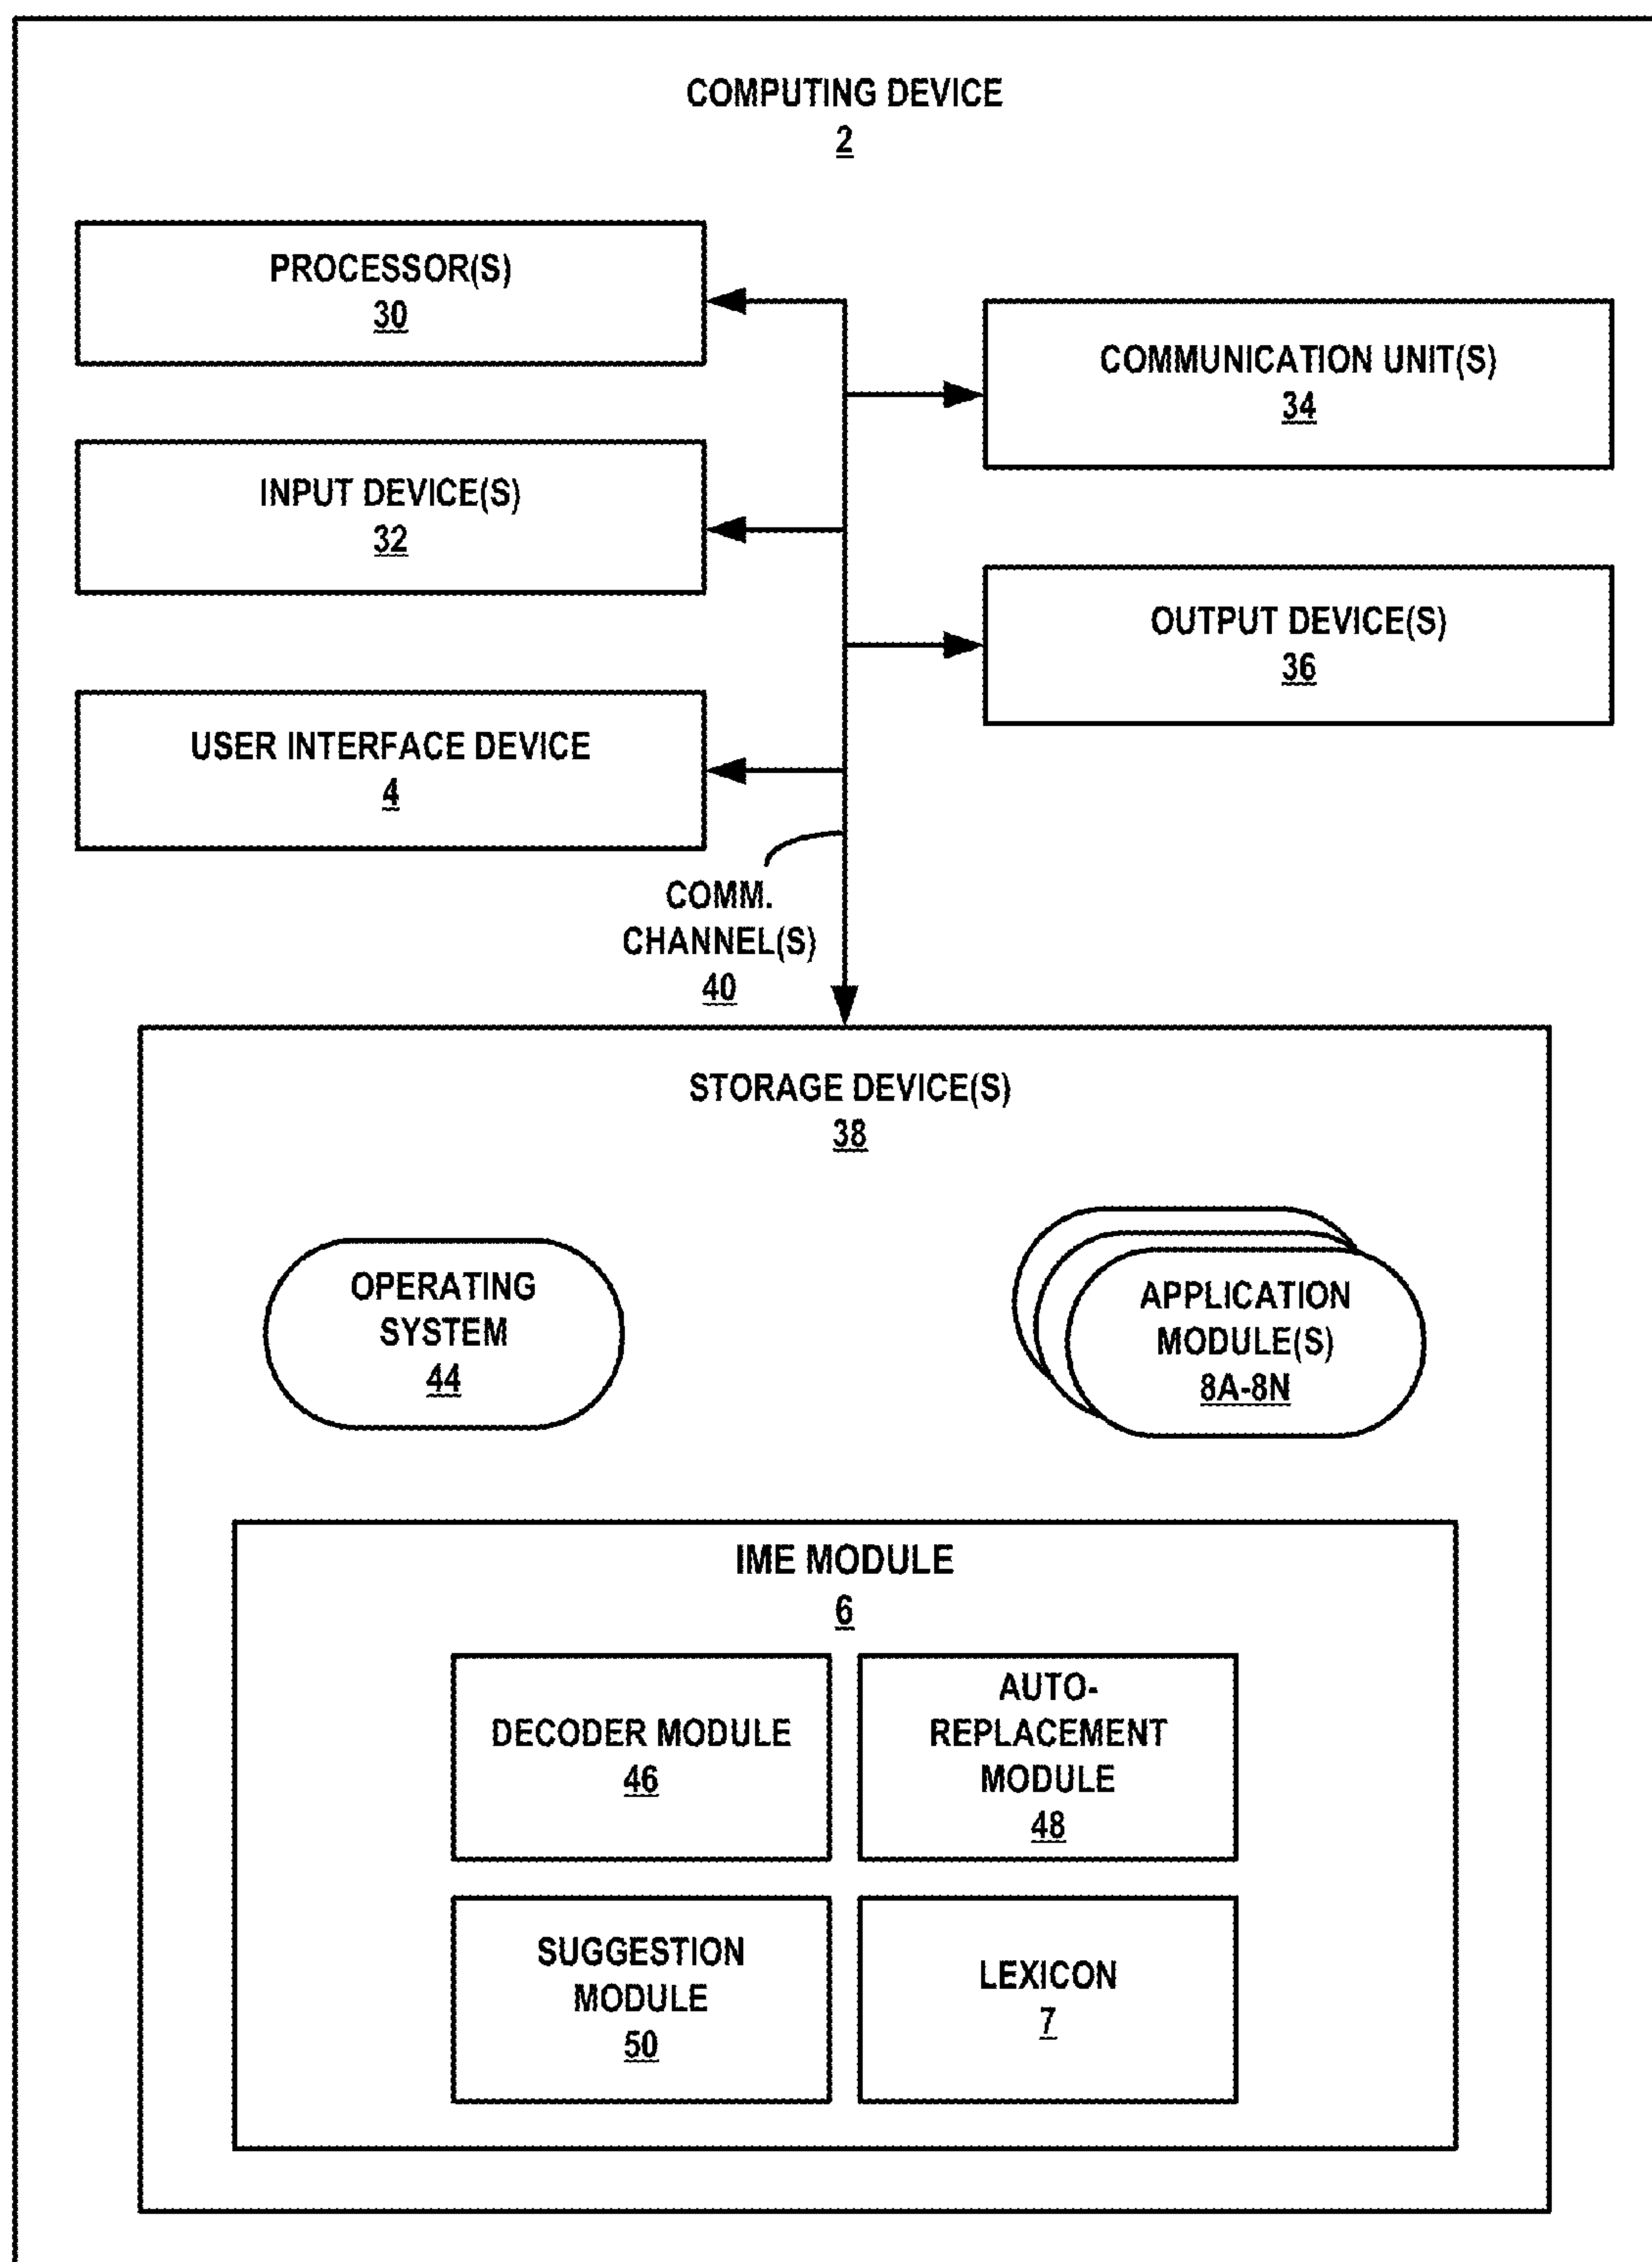 COMPUTING DEVICE
2
PROCESSOR(S)
30
COMMUNICATION UNIT(S)
34
INPUT DEVICE(S)
32
OUTPUT DEVICE(S)
36
USER INTERFACE DEVICE
4
COMM.
CHANNEL(S)
40
STORAGE DEVICE(S)
38
OPERATING
SYSTEM
44
APPLICATION
MODULE(S)
8A-8N
IME MODULE
6
DECODER MODULE
46
AUTO-
REPLACEMENT
MODULE
48
SUGGESTION
MODULE
50
LEXICON
7